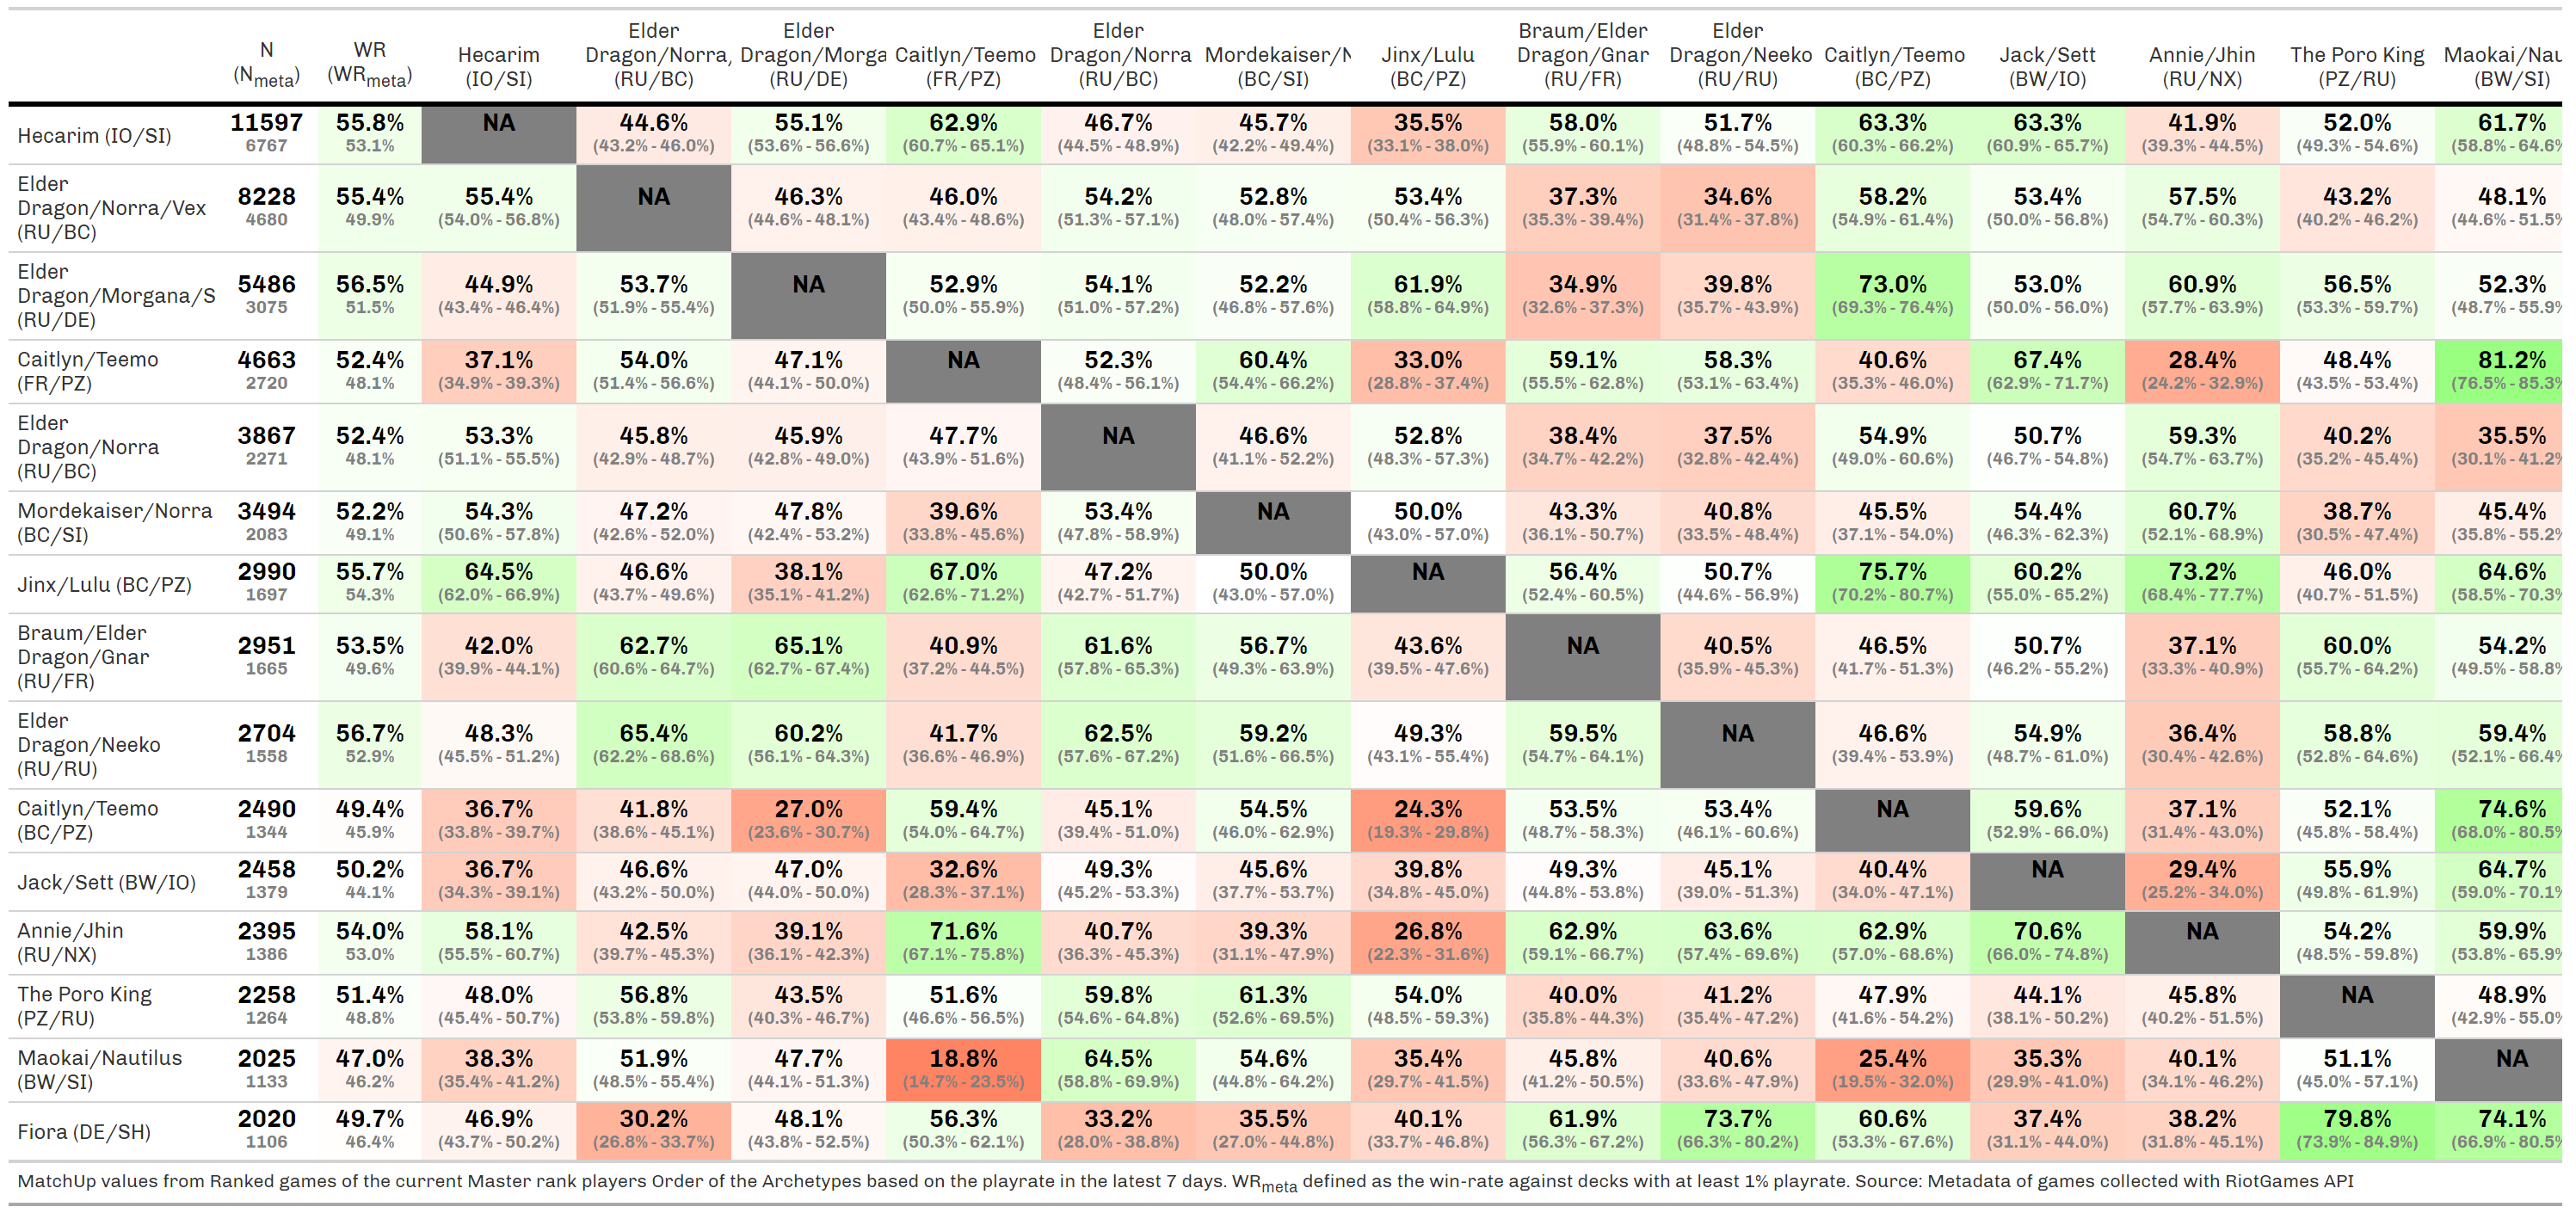 N (Nmeta) WR (WRmeta) Hecarim (IO/SI) Elder Dragon/Norra, (RU/BC) Elder Dragon/Morga (RU/DE) Caitlyn/Teemo (FR/PZ) Elder Dragon/Norra (RU/BC) Mordekaiser/N (BC/SI) Jinx/Lulu (BC/PZ) Braum/Elder Dragon/Gnar (RU/FR) Elder Dragon/Neeko (RU/RU) Caitlyn/Teemo (BC/PZ) Jack/Sett (BW/IO) Annie/Jhin (RU/NX) The Poro King (PZ/RU) Maokai/Nau (BW/SI)
Hecarim (IO/SI) 11597 55.8% NA 44.6% 55.1% 62.9% 46.7% 45.7% 35.5% 58.0% 51.7% 63.3% 63.3% 41.9% 52.0% 61.7%
6767 53.1% (43.2% - 46.0%) (53.6% - 56.6%) (60.7% - 65.1%) (44.5% - 48.9%) (42.2% - 49.4%) (33.1% - 38.0%) (55.9% - 60.1%) (48.8% - 54.5%) (60.3% - 66.2%) (60.9% - 65.7%) (39.3% - 44.5%) (49.3% - 54.6%) (58.8% - 64.6%
Elder Dragon/Norra/Vex (RU/BC) 8228 55.4% 55.4% NA 46.3% 46.0% 54.2% 52.8% 53.4% 37.3% 34.6% 58.2% 53.4% 57.5% 43.2% 48.1%
4680 49.9% (54.0% - 56.8%) (44.6% - 48.1%) (43.4% - 48.6%) (51.3% - 57.1%) (48.0% - 57.4%) (50.4% - 56.3%) (35.3% - 39.4%) (31.4% - 37.8%) (54.9% - 61.4%) (50.0% - 56.8%) (54.7% - 60.3%) (40.2% - 46.2%) (44.6% - 51.5%
Elder Dragon/Morgana/S (RU/DE) 5486 56.5% 44.9% 53.7% NA 52.9% 54.1% 52.2% 61.9% 34.9% 39.8% 73.0% 53.0% 60.9% 56.5% 52.3%
3075 51.5% (43.4% - 46.4%) (51.9% - 55.4%) (50.0% - 55.9%) (51.0% - 57.2%) (46.8% - 57.6%) (58.8% - 64.9%) (32.6% - 37.3%) (35.7% - 43.9%) (69.3% - 76.4%) (50.0% - 56.0%) (57.7% - 63.9%) (53.3% - 59.7%) (48.7% - 55.9%
Caitlyn/Teemo (FR/PZ) 4663 52.4% 37.1% 54.0% 47.1% NA 52.3% 60.4% 33.0% 59.1% 58.3% 40.6% 67.4% 28.4% 48.4% 81.2%
2720 48.1% (34.9% - 39.3%) (51.4% - 56.6%) (44.1% - 50.0%) (48.4% - 56.1%) (54.4% - 66.2%) (28.8% - 37.4%) (55.5% - 62.8%) (53.1% - 63.4%) (35.3% - 46.0%) (62.9% - 71.7%) (24.2% - 32.9%) (43.5% - 53.4%) (76.5% - 85.3%
Elder Dragon/Norra (RU/BC) 3867 52.4% 53.3% 45.8% 45.9% 47.7% NA 46.6% 52.8% 38.4% 37.5% 54.9% 50.7% 59.3% 40.2% 35.5%
2271 48.1% (51.1% - 55.5%) (42.9% - 48.7%) (42.8% - 49.0%) (43.9% - 51.6%) (41.1% - 52.2%) (48.3% - 57.3%) (34.7% - 42.2%) (32.8% - 42.4%) (49.0% - 60.6%) (46.7% - 54.8%) (54.7% - 63.7%) (35.2% - 45.4%) (30.1% - 41.2%
Mordekaiser/Norra (BC/SI) 3494 52.2% 54.3% 47.2% 47.8% 39.6% 53.4% NA 50.0% 43.3% 40.8% 45.5% 54.4% 60.7% 38.7% 45.4%
2083 49.1% (50.6% - 57.8%) (42.6% - 52.0%) (42.4% - 53.2%) (33.8% - 45.6%) (47.8% - 58.9%) (43.0% - 57.0%) (36.1% - 50.7%) (33.5% - 48.4%) (37.1% - 54.0%) (46.3% - 62.3%) (52.1% - 68.9%) (30.5% - 47.4%) (35.8% - 55.2%
Jinx/Lulu (BC/PZ) 2990 55.7% 64.5% 46.6% 38.1% 67.0% 47.2% 50.0% NA 56.4% 50.7% 75.7% 60.2% 73.2% 46.0% 64.6%
1697 54.3% (62.0% - 66.9%) (43.7% - 49.6%) (35.1% - 41.2%) (62.6% - 71.2%) (42.7% - 51.7%) (43.0% - 57.0%) (52.4% - 60.5%) (44.6% - 56.9%) (70.2% - 80.7%) (55.0% - 65.2%) (68.4% - 77.7%) (40.7% - 51.5%) (58.5% - 70.3%
Braum/Elder Dragon/Gnar (RU/FR) 2951 53.5% 42.0% 62.7% 65.1% 40.9% 61.6% 56.7% 43.6% NA 40.5% 46.5% 50.7% 37.1% 60.0% 54.2%
1665 49.6% (39.9% - 44.1%) (60.6% - 64.7%) (62.7% - 67.4%) (37.2% - 44.5%) (57.8% - 65.3%) (49.3% - 63.9%) (39.5% - 47.6%) (35.9% - 45.3%) (41.7% - 51.3%) (46.2% - 55.2%) (33.3% - 40.9%) (55.7% - 64.2%) (49.5% - 58.8%
Elder Dragon/Neeko (RU/RU) 2704 56.7% 48.3% 65.4% 60.2% 41.7% 62.5% 59.2% 49.3% 59.5% NA 46.6% 54.9% 36.4% 58.8% 59.4%
1558 52.9% (45.5% - 51.2%) (62.2% - 68.6%) (56.1% - 64.3%) (36.6% - 46.9%) (57.6% - 67.2%) (51.6% - 66.5%) (43.1% - 55.4%) (54.7% - 64.1%) (39.4% - 53.9%) (48.7% - 61.0%) (30.4% - 42.6%) (52.8% - 64.6%) (52.1% - 66.4%
Caitlyn/Teemo (BC/PZ) 2490 49.4% 36.7% 41.8% 27.0% 59.4% 45.1% 54.5% 24.3% 53.5% 53.4% NA 59.6% 37.1% 52.1% 74.6%
1344 45.9% (33.8% - 39.7%) (38.6% - 45.1%) (23.6% - 30.7%) (54.0% - 64.7%) (39.4% - 51.0%) (46.0% - 62.9%) (19.3% - 29.8%) (48.7% - 58.3%) (46.1% - 60.6%) (52.9% - 66.0%) (31.4% - 43.0%) (45.8% - 58.4%) (68.0% - 80.5%
Jack/Sett (BW/IO) 2458 50.2% 36.7% 46.6% 47.0% 32.6% 49.3% 45.6% 39.8% 49.3% 45.1% 40.4% NA 29.4% 55.9% 64.7%
1379 44.1% (34.3% - 39.1%) (43.2% - 50.0%) (44.0% - 50.0%) (28.3% - 37.1%) (45.2% - 53.3%) (37.7% - 53.7%) (34.8% - 45.0%) (44.8% - 53.8%) (39.0% - 51.3%) (34.0% - 47.1%) (25.2% - 34.0%) (49.8% - 61.9%) (59.0% - 70.1%
Annie/Jhin (RU/NX) 2395 54.0% 58.1% 42.5% 39.1% 71.6% 40.7% 39.3% 26.8% 62.9% 63.6% 62.9% 70.6% NA 54.2% 59.9%
1386 53.0% (55.5% - 60.7%) (39.7% - 45.3%) (36.1% - 42.3%) (67.1% - 75.8%) (36.3% - 45.3%) (31.1% - 47.9%) (22.3% - 31.6%) (59.1% - 66.7%) (57.4% - 69.6%) (57.0% - 68.6%) (66.0% - 74.8%) (48.5% - 59.8%) (53.8% - 65.9%
The Poro King (PZ/RU) 2258 51.4% 48.0% 56.8% 43.5% 51.6% 59.8% 61.3% 54.0% 40.0% 41.2% 47.9% 44.1% 45.8% NA 48.9%
1264 48.8% (45.4% - 50.7%) (53.8% - 59.8%) (40.3% - 46.7%) (46.6% - 56.5%) (54.6% - 64.8%) (52.6% - 69.5%) (48.5% - 59.3%) (35.8% - 44.3%) (35.4% - 47.2%) (41.6% - 54.2%) (38.1% - 50.2%) (40.2% - 51.5%) (42.9% - 55.0%
Maokai/Nautilus (BW/SI) 2025 47.0% 38.3% 51.9% 47.7% 18.8% 64.5% 54.6% 35.4% 45.8% 40.6% 25.4% 35.3% 40.1% 51.1% NA
1133 46.2% (35.4% - 41.2%) (48.5% - 55.4%) (44.1% - 51.3%) (14.7% - 23.5%) (58.8% - 69.9%) (44.8% - 64.2%) (29.7% - 41.5%) (41.2% - 50.5%) (33.6% - 47.9%) (19.5% - 32.0%) (29.9% - 41.0%) (34.1% - 46.2%) (45.0% - 57.1%)
Fiora (DE/SH) 2020 49.7% 46.9% 30.2% 48.1% 56.3% 33.2% 35.5% 40.1% 61.9% 73.7% 60.6% 37.4% 38.2% 79.8% 74.1%
1106 46.4% (43.7% - 50.2%) (26.8% - 33.7%) (43.8% - 52.5%) (50.3% - 62.1%) (28.0% - 38.8%) (27.0% - 44.8%) (33.7% - 46.8%) (56.3% - 67.2%) (66.3% - 80.2%) (53.3% - 67.6%) (31.1% - 44.0%) (31.8% - 45.1%) (73.9% - 84.9%) (66.9% - 80.5%
MatchUp values from Ranked games of the current Master rank players Order of the Archetypes based on the playrate in the latest 7 days. WRmeta defined as the win-rate against decks with at least 1% playrate. Source: Metadata of games collected with RiotGames API